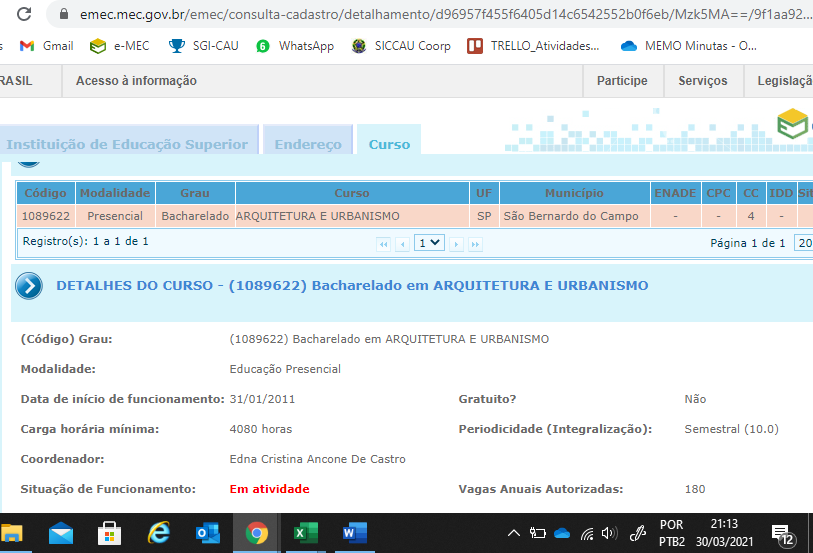 emec.mec.gov.br/emec/consulta-cadastro/detalhamento/d96957f455f6405d14c6542552b0f6eb/Mzk5MA==/9f1aa92...
Gmail e-MEC SGI-CAU WhatsApp SICCAU Coorp TRELLO_Atividades... MEMO Minutas - O...
RASIL Acesso à informação Participe Serviços Legislaçã
Instituição de Educação Superior Endereço Curso
Código Modalidade Grau Curso UF Município ENADE CPC CC IDD Sit
1089622 Presencial Bacharelado ARQUITETURA E URBANISMO SP São Bernardo do Campo - - 4 -
Registro(s): 1 a 1 de 1 1 Página 1 de 1 20
DETALHES DO CURSO - (1089622) Bacharelado em ARQUITETURA E URBANISMO
(Código) Grau: (1089622) Bacharelado em ARQUITETURA E URBANISMO
Modalidade: Educação Presencial
Data de início de funcionamento: 31/01/2011 Gratuito? Não
Carga horária mínima: 4080 horas Periodicidade (Integralização): Semestral (10.0)
Coordenador: Edna Cristina Ancone De Castro
Situação de Funcionamento: Em atividade Vagas Anuais Autorizadas: 180
POR 21:13
PTB2 30/03/2021 12